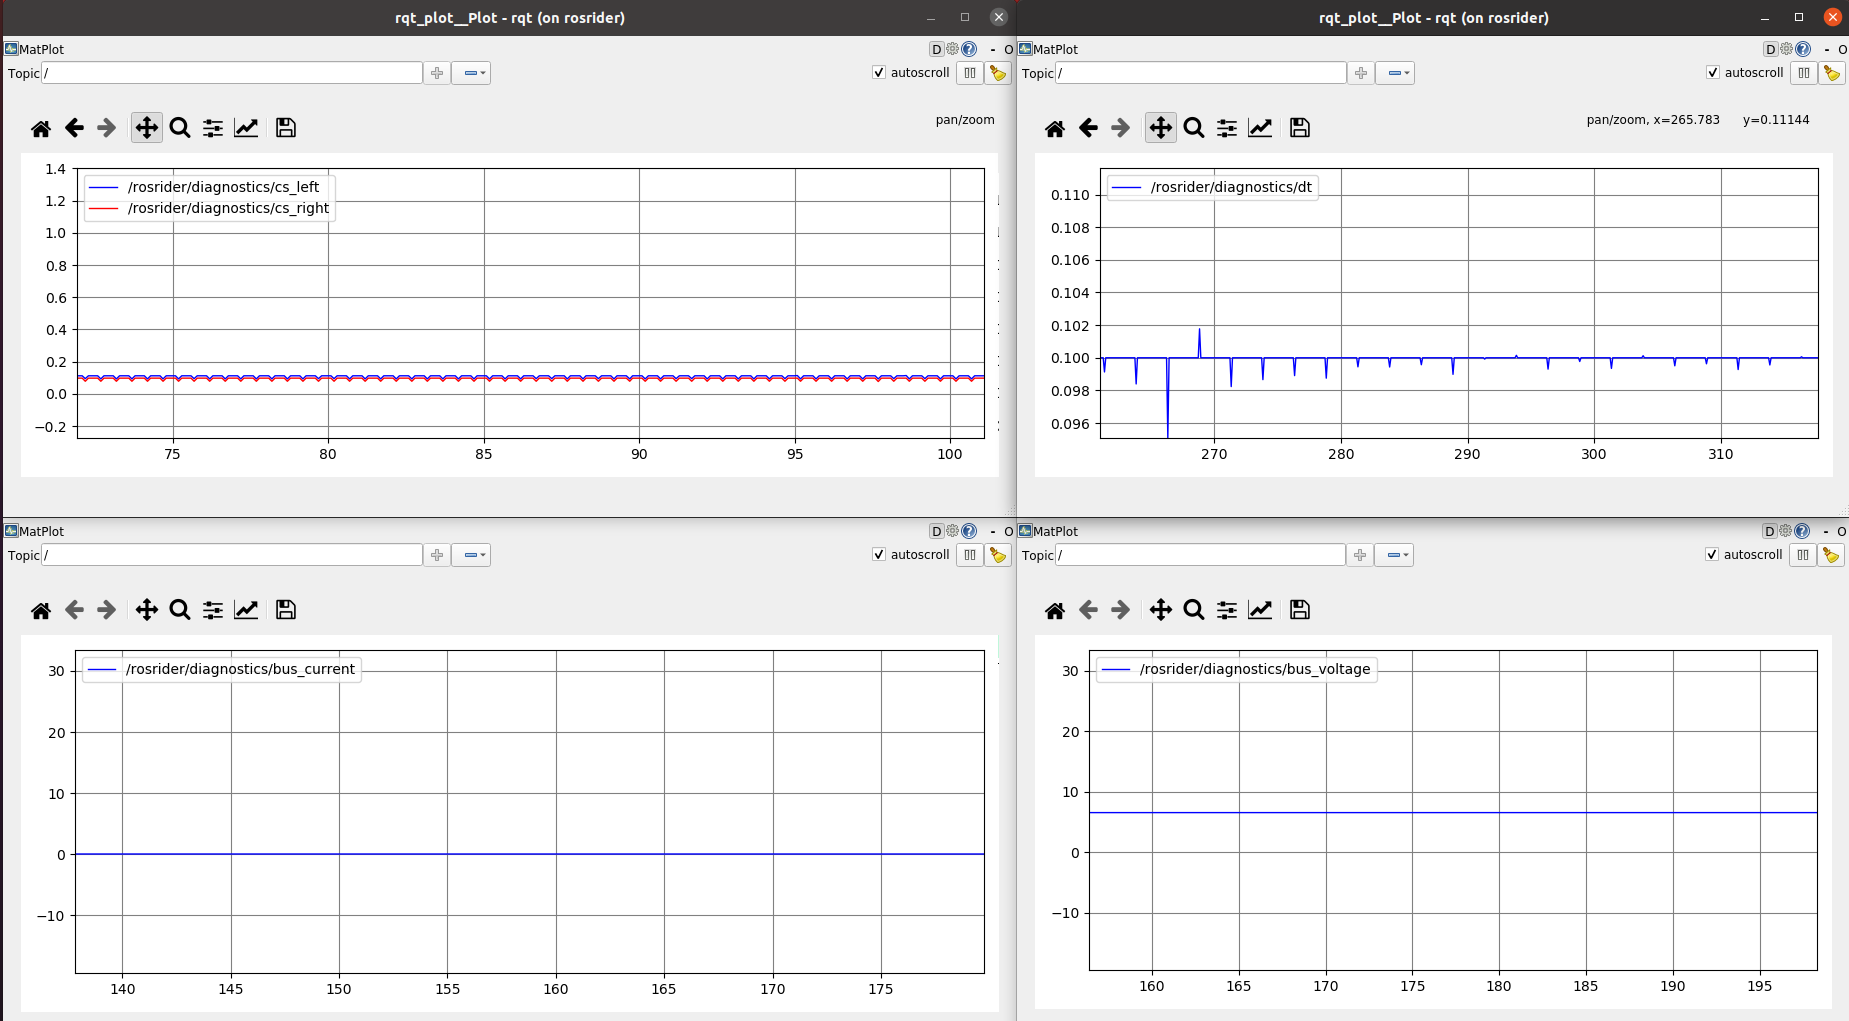 rqt_plot__Plot - rqt (on rosrider)
MatPlot
D
- O
Topic /
autoscroll
pan/zoom
/rosrider/diagnostics/cs_left
/rosrider/diagnostics/cs_right
1.4
1.2
1.0
0.8
0.6
0.4
0.2
0.0
−0.2
75 80 85 90 95 100
rqt_plot__Plot - rqt (on rosrider)
MatPlot
D
- O
Topic /
autoscroll
pan/zoom, x=265.783 y=0.11144
/rosrider/diagnostics/dt
0.110
0.108
0.106
0.104
0.102
0.100
0.098
0.096
270 280 290 300 310
MatPlot
D
- O
Topic /
autoscroll
/rosrider/diagnostics/bus_current
30
20
10
0
−10
140 145 150 155 160 165 170 175
MatPlot
D
- O
Topic /
autoscroll
/rosrider/diagnostics/bus_voltage
30
20
10
0
−10
160 165 170 175 180 185 190 195